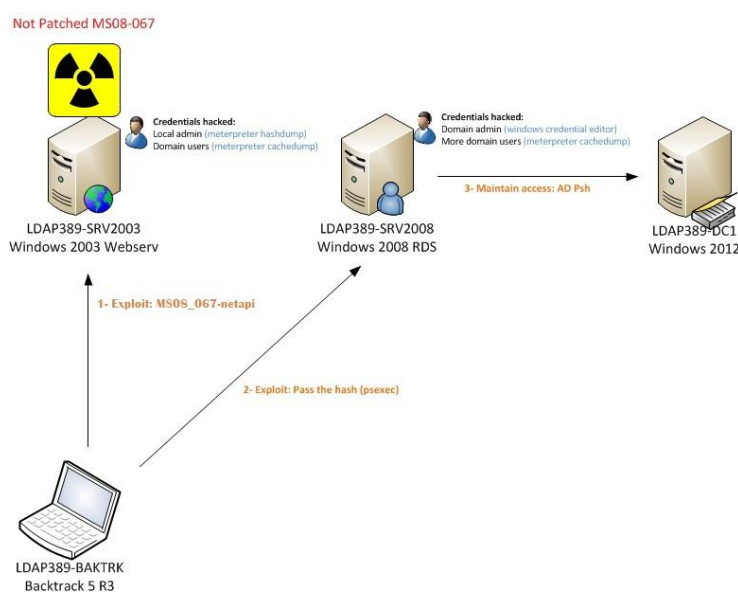 Not Patched MS08-067
Credentials hacked:
Local admin (meterpreter hashdump)
Domain users (meterpreter cachedump)
Credentials hacked:
Domain admin (windows credential editor)
More domain users (meterpreter cachedump)
3- Maintain access: AD Psh
LDAP389-SRV2003
Windows 2003 Webserv
LDAP389-SRV2008
Windows 2008 RDS
LDAP389-DC1
Windows 2012
1- Exploit: MS08_067-netapi
2- Exploit: Pass the hash (psexec)
LDAP389-BAKTRK
Backtrack 5 R3